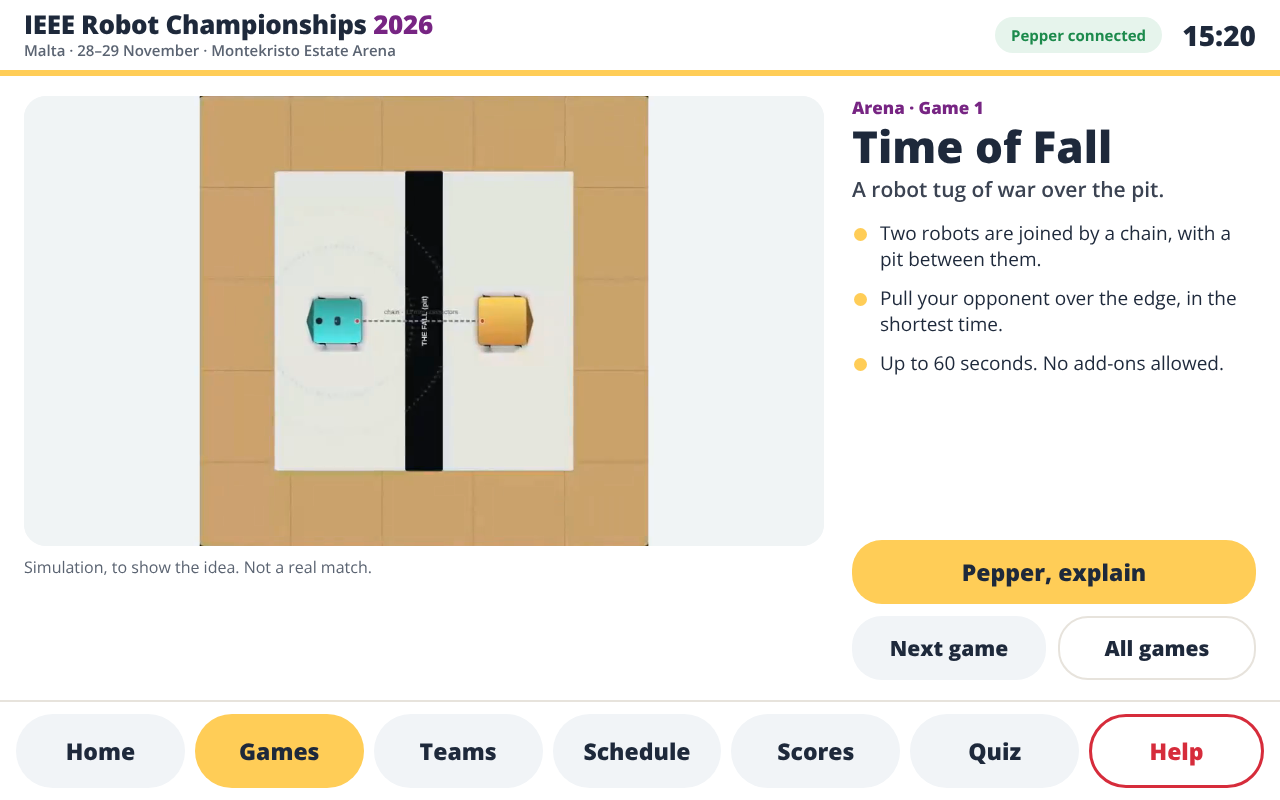 IEEE Robot Championships 2026
Malta · 28–29 November · Montekristo Estate Arena
Pepper connected
15:20
THE FALL (pit)
Simulation, to show the idea. Not a real match.
Arena · Game 1
Time of Fall
A robot tug of war over the pit.
Two robots are joined by a chain, with a
pit between them.
Pull your opponent over the edge, in the
shortest time.
Up to 60 seconds. No add-ons allowed.
Pepper, explain
Next game
All games
Home
Games
Teams
Schedule
Scores
Quiz
Help